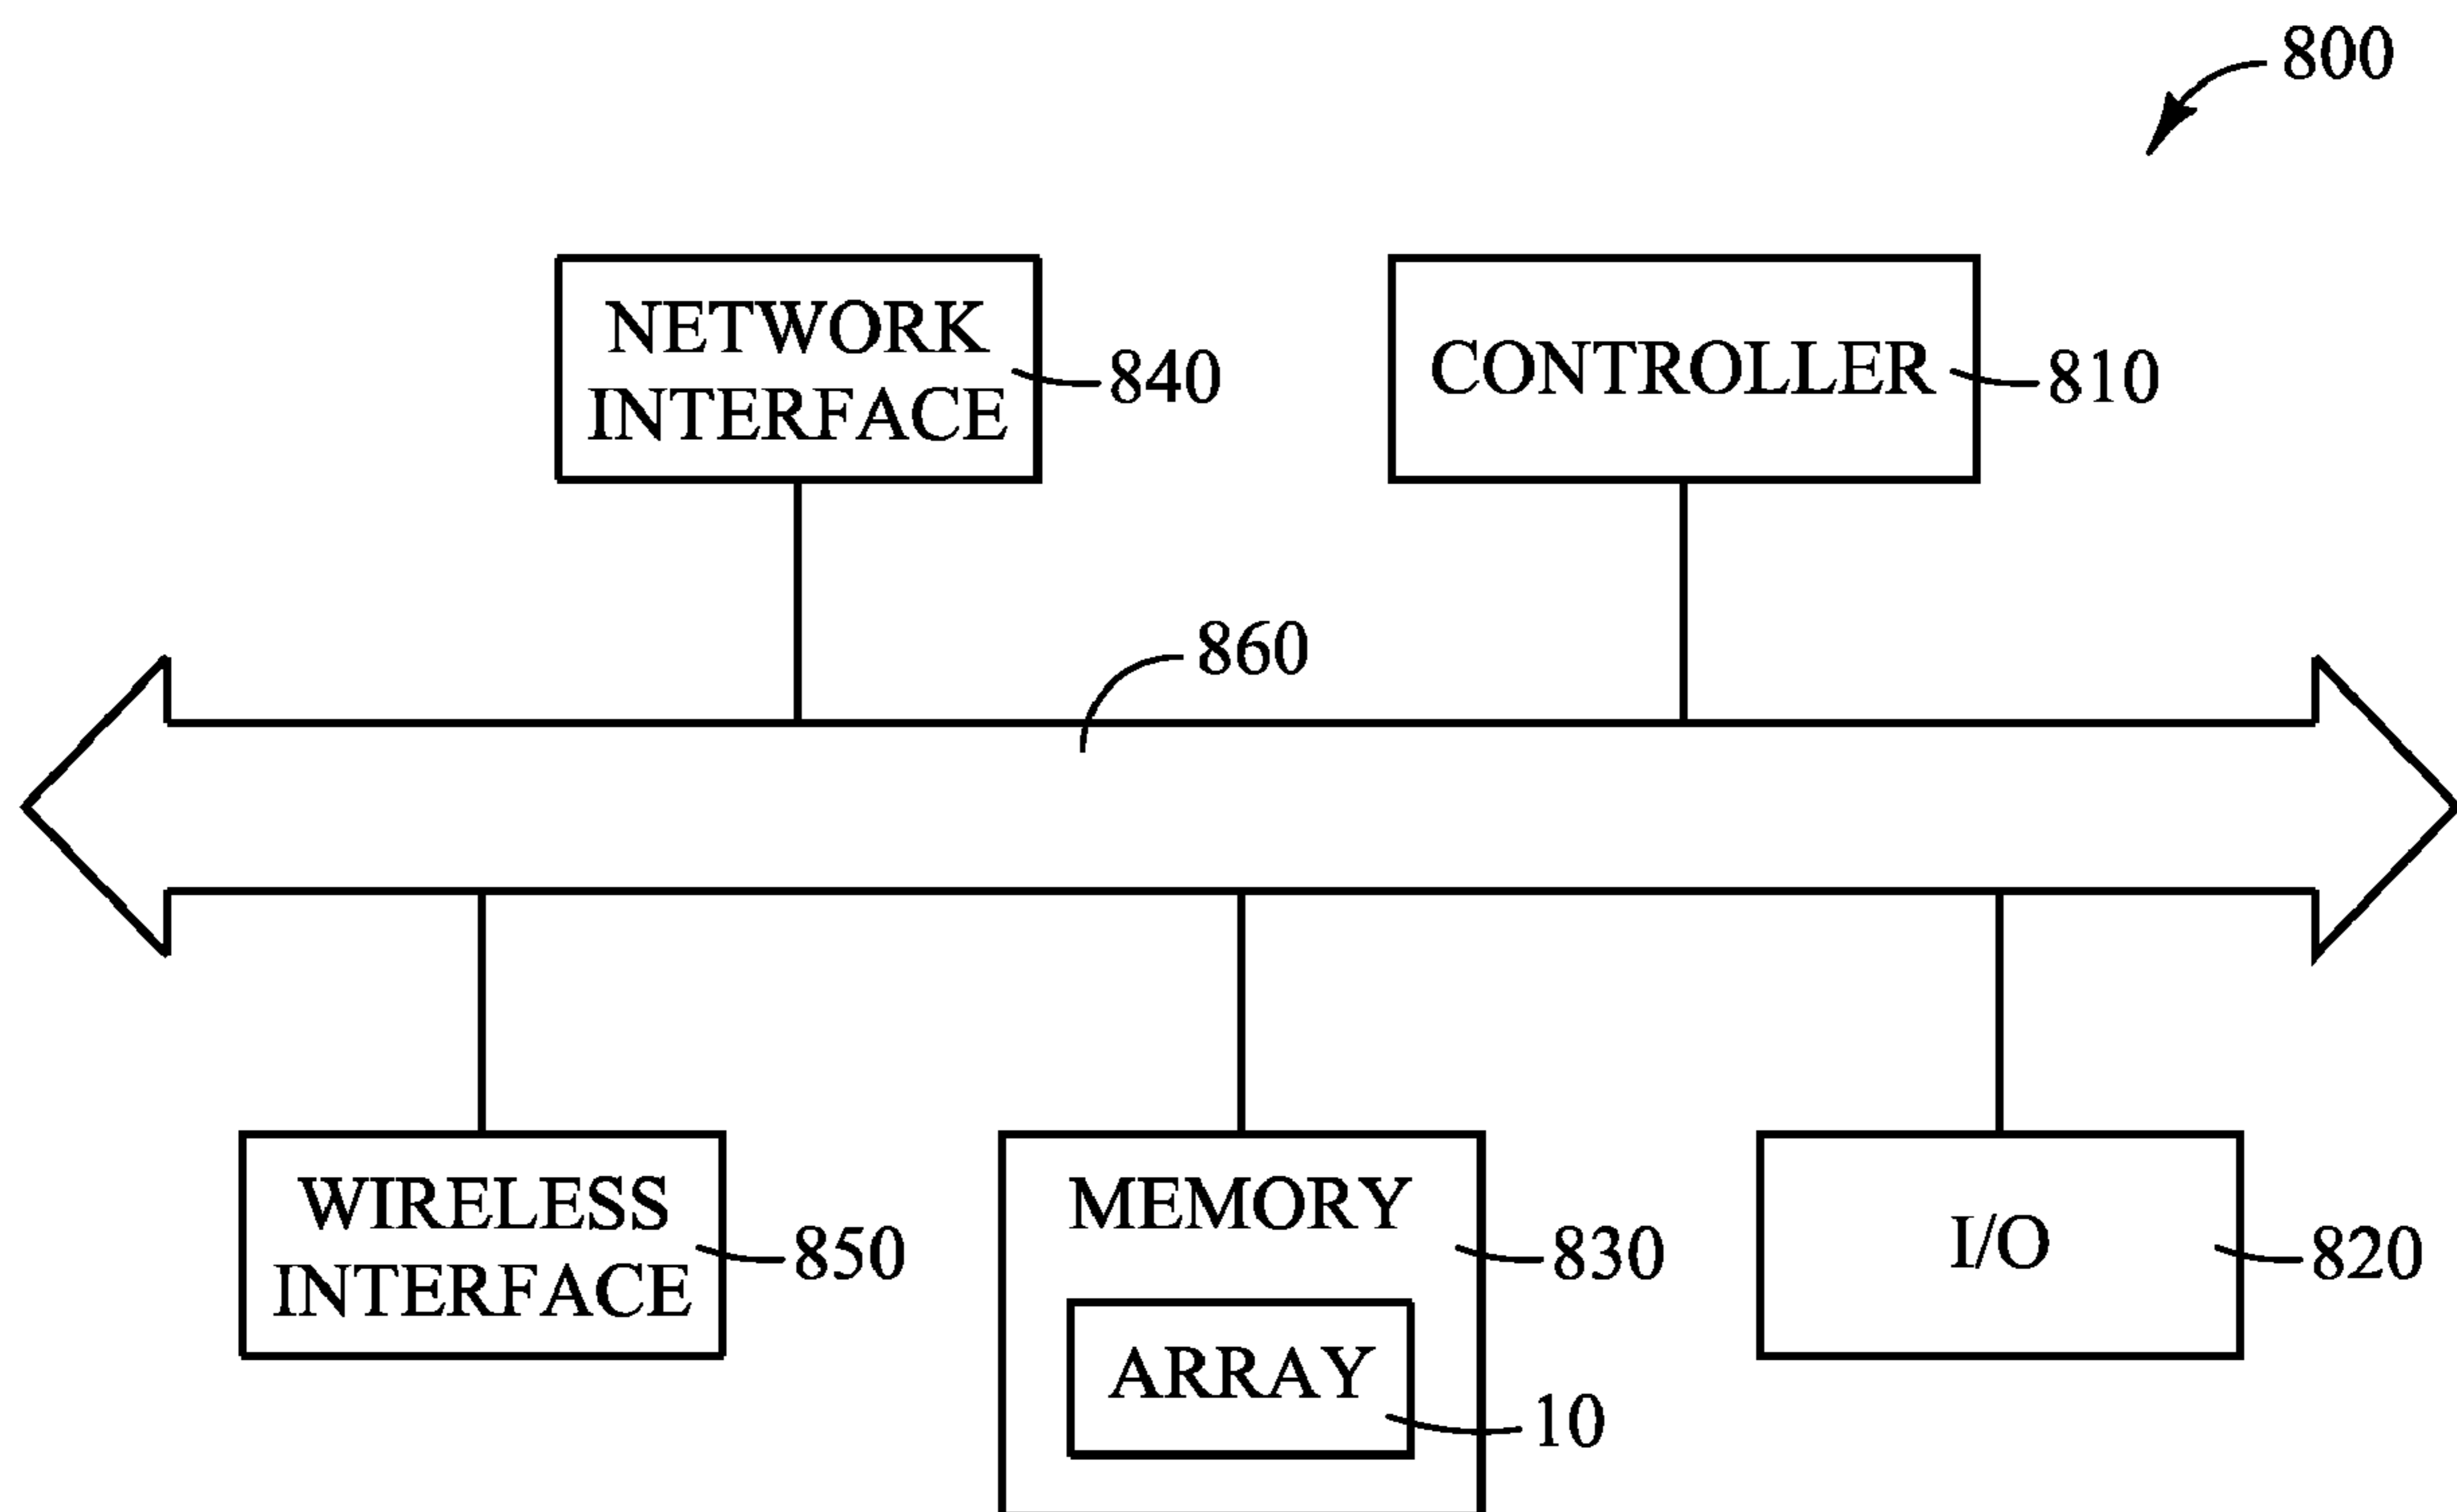 800
NETWORK
INTERFACE
840
CONTROLLER
810
860
WIRELESS
INTERFACE
850
MEMORY
830
ARRAY
10
I/O
820